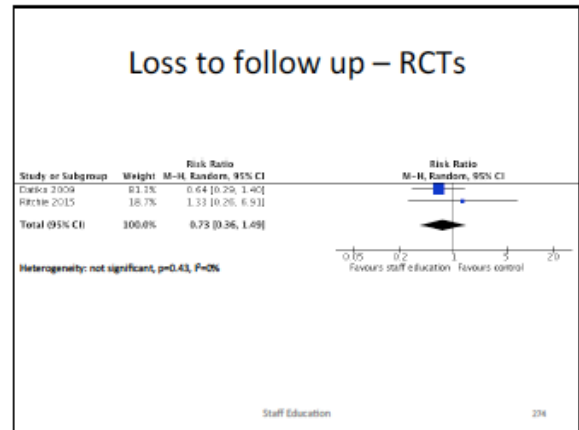 Loss to follow up – RCTs
Risk Ratio Risk Ratio
Study or Subgroup Weight M-H, Random, 95% CI M-H, Random, 95% CI
Datiko 2009 81.3% 0.64 [0.29, 1.40]
Ritchie 2015 18.7% 1.33 [0.26, 6.91]
Total (95% CI) 100.0% 0.73 [0.36, 1.49]
0.05 0.2 1 5 20
Heterogeneity: not significant, p=0.43, I²=0% Favours staff education Favours control
Staff Education 274